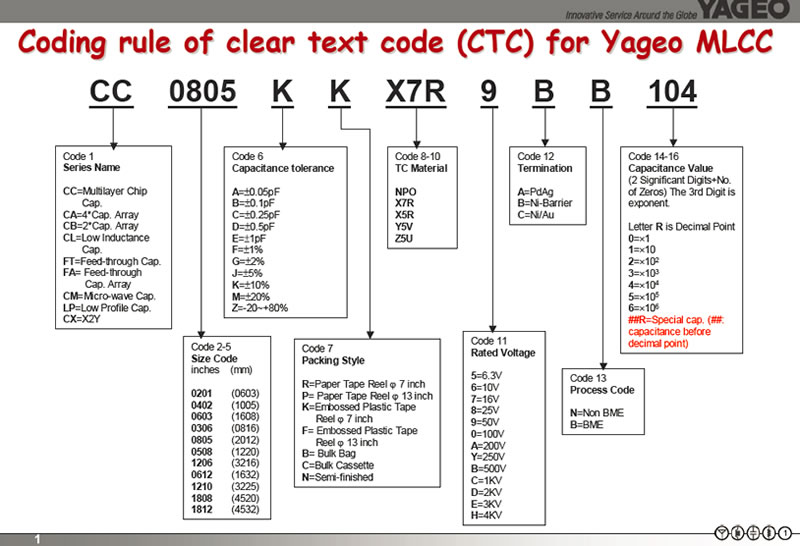 Innovative Service Around the Globe YAGEO
Coding rule of clear text code (CTC) for Yageo MLCC
CC 0805 K K X7R 9 B B 104
Code 1
Series Name
CC=Multilayer Chip
Cap.
CA=4*Cap. Array
CB=2*Cap. Array
CL=Low Inductance
Cap.
FT=Feed-through Cap.
FA= Feed-through
Cap. Array
CM=Micro-wave Cap.
LP=Low Profile Cap.
CX=X2Y
Code 2-5
Size Code
inches (mm)
0201 (0603)
0402 (1005)
0603 (1608)
0306 (0816)
0805 (2012)
0508 (1220)
1206 (3216)
0612 (1632)
1210 (3225)
1808 (4520)
1812 (4532)
Code 6
Capacitance tolerance
A=±0.05pF
B=±0.1pF
C=±0.25pF
D=±0.5pF
E=±1pF
F=±1%
G=±2%
J=±5%
K=±10%
M=±20%
Z=-20~+80%
Code 7
Packing Style
R=Paper Tape Reel φ 7 inch
P= Paper Tape Reel φ 13 inch
K=Embossed Plastic Tape
Reel φ 7 inch
F= Embossed Plastic Tape
Reel φ 13 inch
B= Bulk Bag
C=Bulk Cassette
N=Semi-finished
Code 8-10
TC Material
NPO
X7R
X5R
Y5V
Z5U
Code 11
Rated Voltage
5=6.3V
6=10V
7=16V
8=25V
9=50V
0=100V
A=200V
Y=250V
B=500V
C=1KV
D=2KV
E=3KV
H=4KV
Code 12
Termination
A=PdAg
B=Ni-Barrier
C=Ni/Au
Code 13
Process Code
N=Non BME
B=BME
Code 14-16
Capacitance Value
(2 Significant Digits+No.
of Zeros) The 3rd Digit is
exponent.
Letter R is Decimal Point
0=×1
1=×10
2=×10²
3=×10³
4=×10⁴
5=×10⁵
6=×10⁶
##R=Special cap. (##:
capacitance before
decimal point)
1